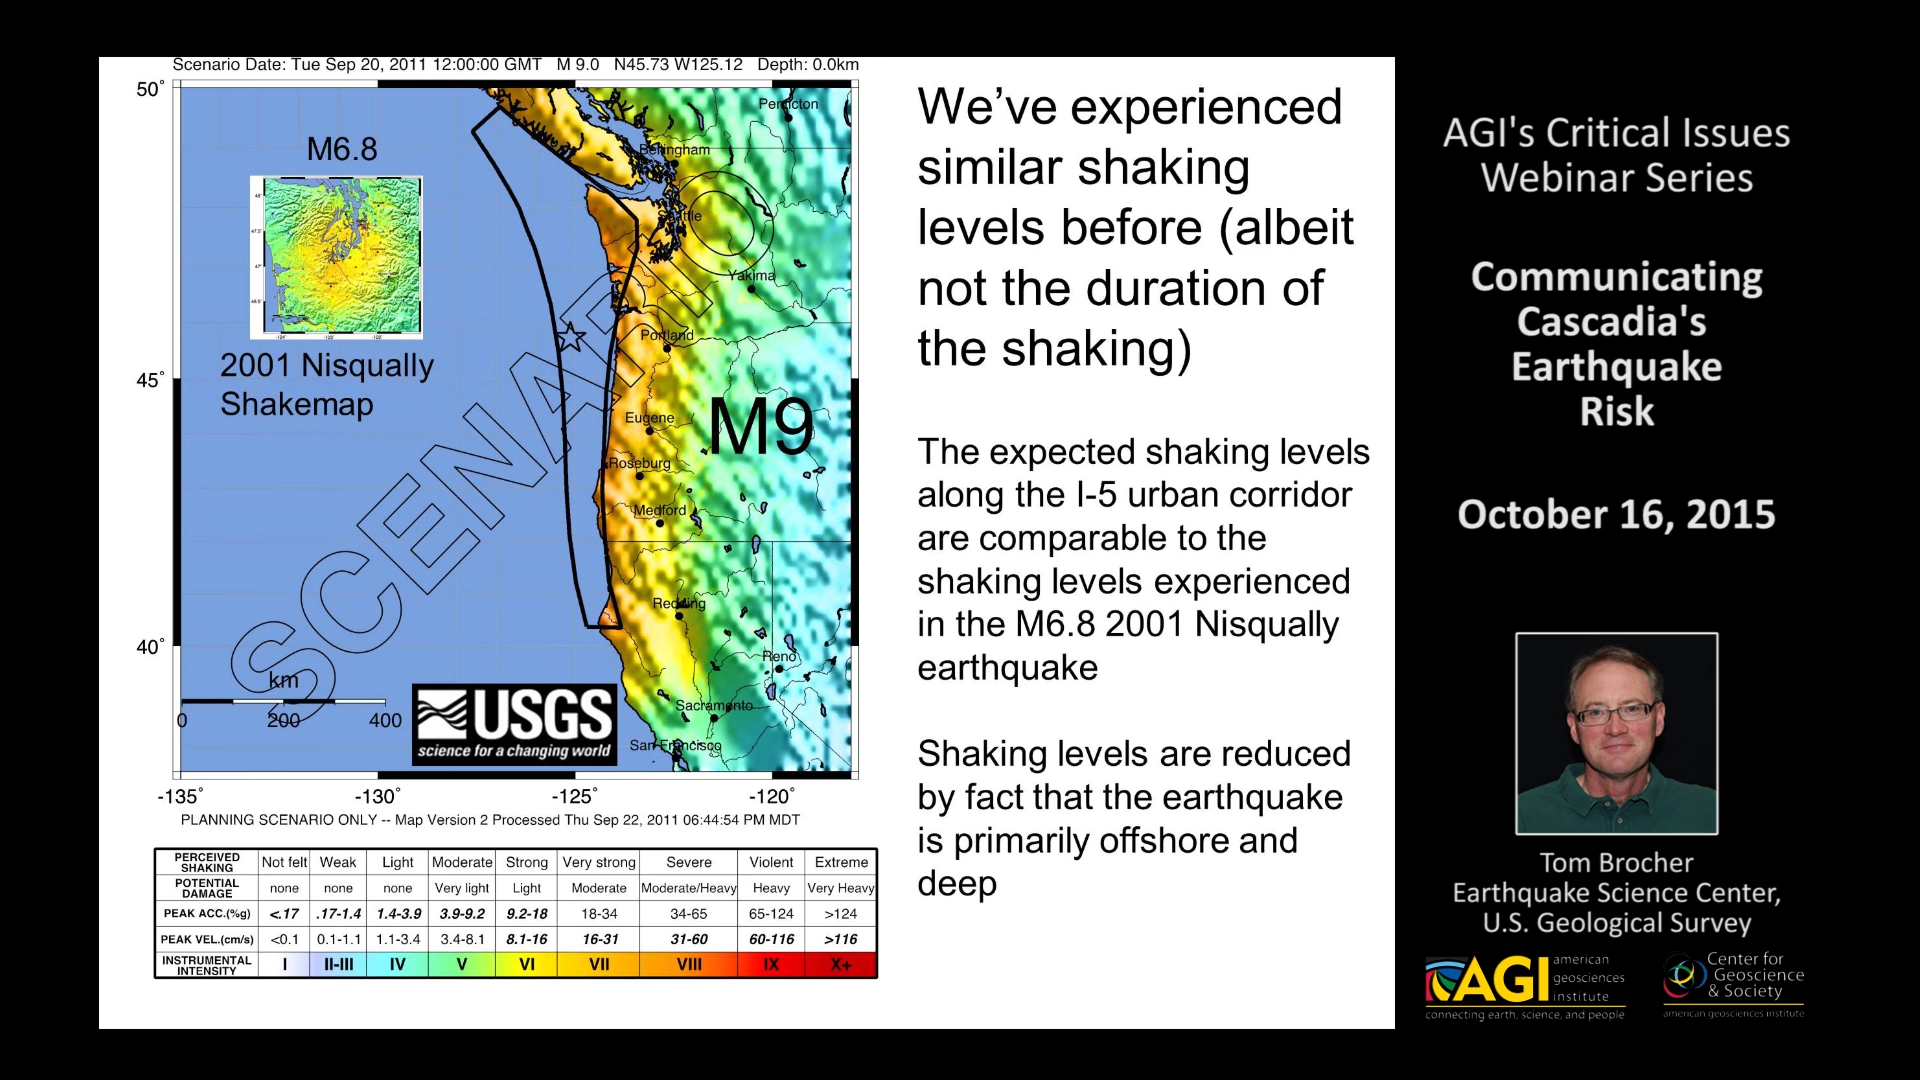 Scenario Date: Tue Sep 20, 2011 12:00:00 GMT M 9.0 N45.73 W125.12 Depth: 0.0km
50°
45°
40°
M6.8
2001 Nisqually
Shakemap
Penticton
Bellingham
Seattle
Yakima
Portland
Eugene
M9
Roseburg
Medford
Redding
Reno
Sacramento
San Francisco
SCENARIO
km
0 200 400
USGS
science for a changing world
-135° -130° -125° -120°
PLANNING SCENARIO ONLY -- Map Version 2 Processed Thu Sep 22, 2011 06:44:54 PM MDT
PERCEIVED SHAKING Not felt Weak Light Moderate Strong Very strong Severe Violent Extreme
POTENTIAL DAMAGE none none none Very light Light Moderate Moderate/Heavy Heavy Very Heavy
PEAK ACC.(%g) <.17 .17-1.4 1.4-3.9 3.9-9.2 9.2-18 18-34 34-65 65-124 >124
PEAK VEL.(cm/s) <0.1 0.1-1.1 1.1-3.4 3.4-8.1 8.1-16 16-31 31-60 60-116 >116
INSTRUMENTAL INTENSITY I II-III IV V VI VII VIII IX X+
We've experienced
similar shaking
levels before (albeit
not the duration of
the shaking)
The expected shaking levels
along the I-5 urban corridor
are comparable to the
shaking levels experienced
in the M6.8 2001 Nisqually
earthquake
Shaking levels are reduced
by fact that the earthquake
is primarily offshore and
deep
AGI's Critical Issues
Webinar Series
Communicating
Cascadia's
Earthquake
Risk
October 16, 2015
Tom Brocher
Earthquake Science Center,
U.S. Geological Survey
AGI
american
geosciences
institute
connecting earth, science, and people
Center for
Geoscience
& Society
american geosciences institute